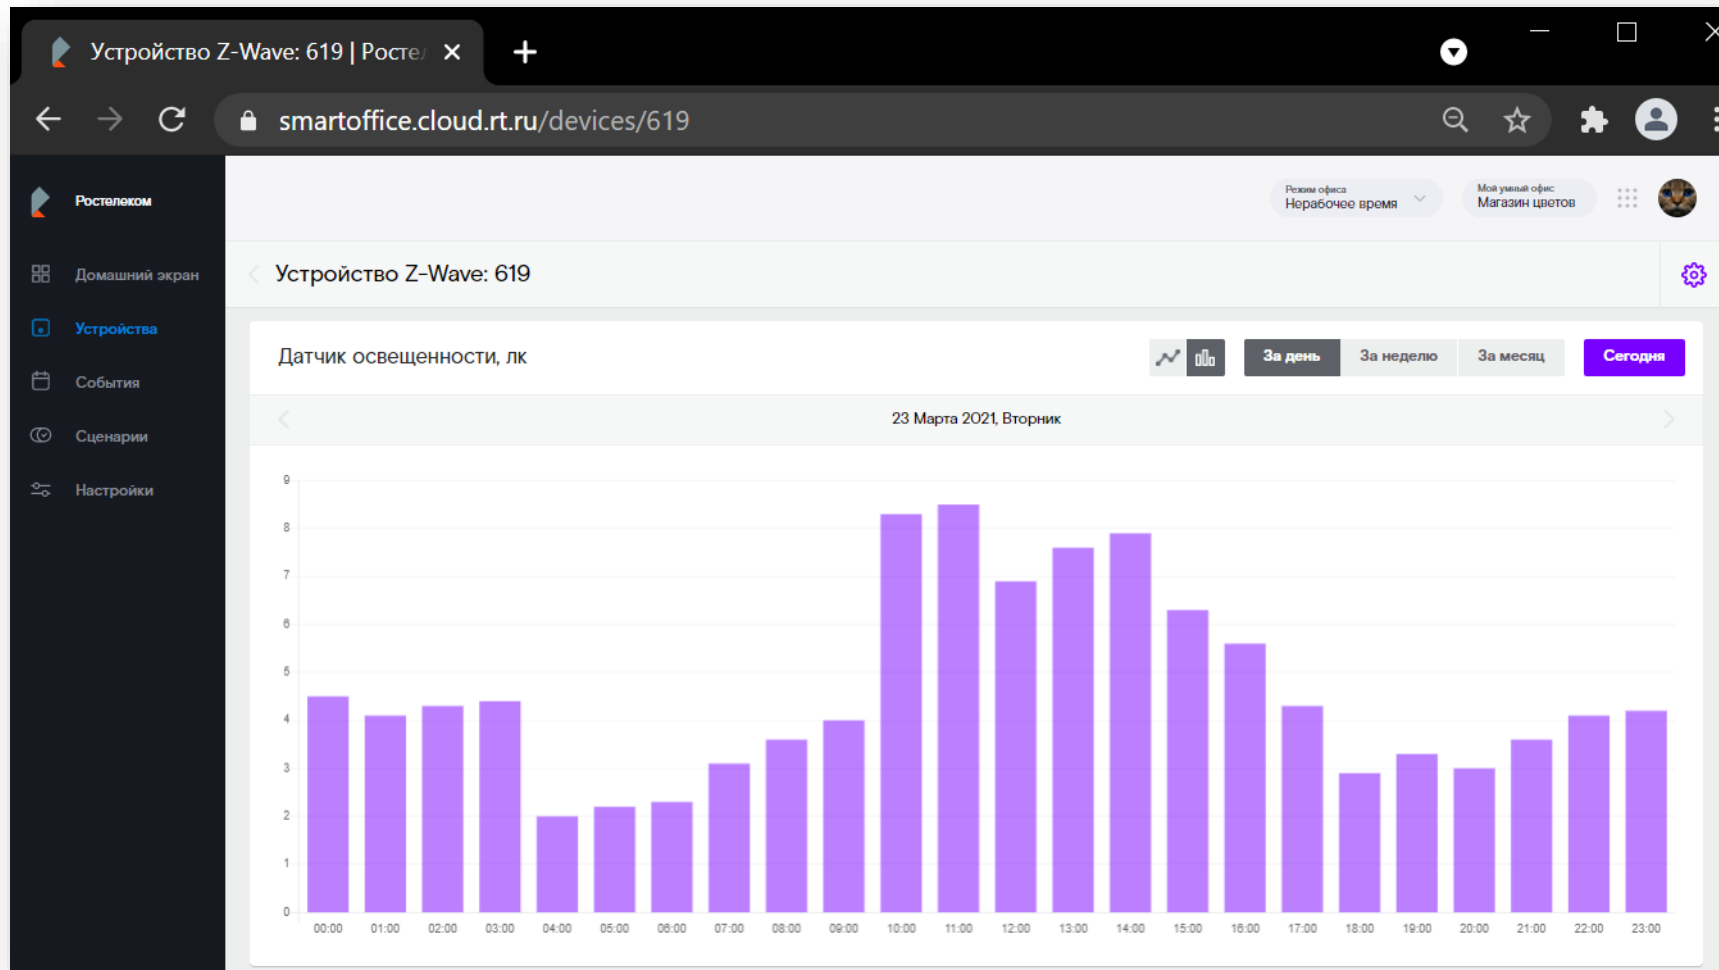 Устройство Z-Wave: 619 | Росте
smartoffice.cloud.rt.ru/devices/619
Ростелеком
Режим офиса
Нерабочее время
Мой умный офис
Магазин цветов
Домашний экран
Устройства
События
Сценарии
Настройки
Устройство Z-Wave: 619
Датчик освещенности, лк
За день
За неделю
За месяц
Сегодня
23 Марта 2021, Вторник
9
8
7
6
5
4
3
2
1
0
00:00 01:00 02:00 03:00 04:00 05:00 06:00 07:00 08:00 09:00 10:00 11:00 12:00 13:00 14:00 15:00 16:00 17:00 18:00 19:00 20:00 21:00 22:00 23:00